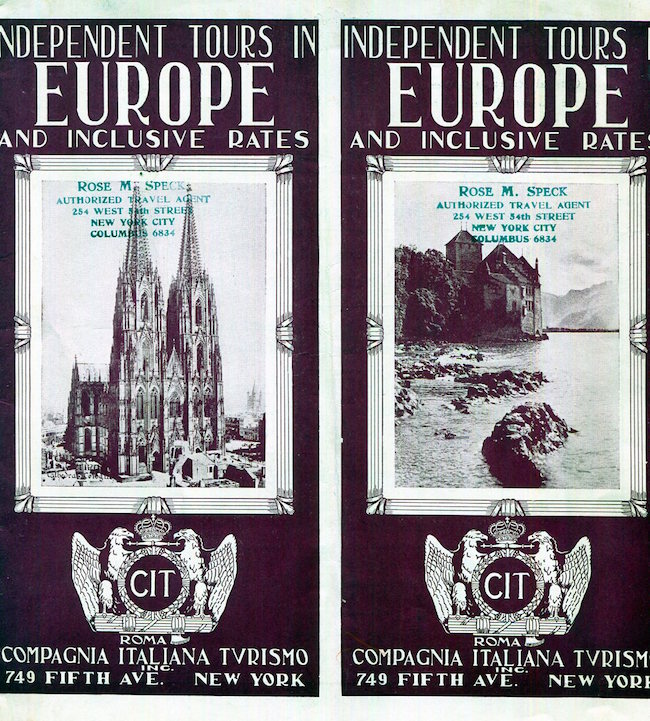 INDEPENDENT TOURS IN
EUROPE
AND INCLUSIVE RATES
ROSE M. SPECK
AUTHORIZED TRAVEL AGENT
254 WEST 54th STREET
NEW YORK CITY
COLUMBUS 6834
CIT
ROMA
COMPAGNIA ITALIANA TVRISMO
INC.
749 FIFTH AVE. NEW YORK
INDEPENDENT TOURS I
EUROPE
AND INCLUSIVE RATES
ROSE M. SPECK
AUTHORIZED TRAVEL AGENT
254 WEST 54th STREET
NEW YORK CITY
COLUMBUS 6834
CIT
ROMA
COMPAGNIA ITALIANA TVRISM
INC.
749 FIFTH AVE. NEW YOR